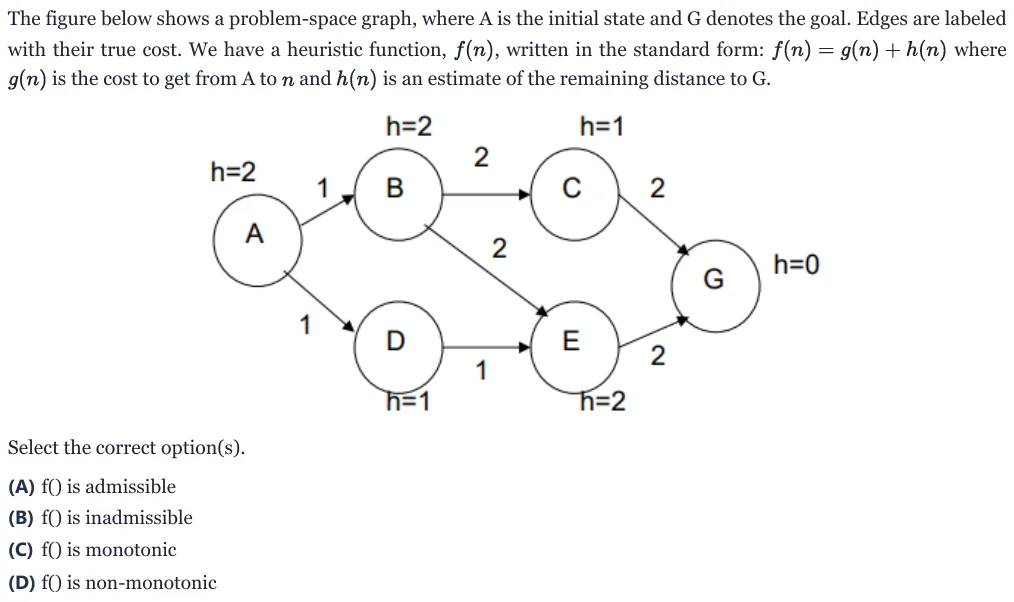 The figure below shows a problem-space graph, where A is the initial state and G denotes the goal. Edges are labeled
with their true cost. We have a heuristic function, f(n), written in the standard form: f(n) = g(n) + h(n) where
g(n) is the cost to get from A to n and h(n) is an estimate of the remaining distance to G.
h=2
h=1
2
h=2
1
B
C
2
A
2
G
h=0
1
D
E
1
2
h=1
h=2
Select the correct option(s).
(A) f() is admissible
(B) f() is inadmissible
(C) f() is monotonic
(D) f() is non-monotonic